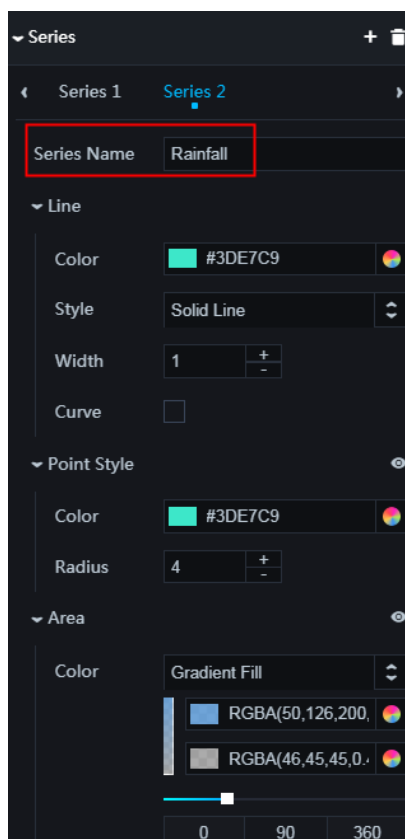 Series +
Series 1 Series 2
Series Name Rainfall
Line
Color #3DE7C9
Style Solid Line
Width 1 + -
Curve
Point Style
Color #3DE7C9
Radius 4 + -
Area
Color Gradient Fill
RGBA(50,126,200,
RGBA(46,45,45,0.
0 90 360